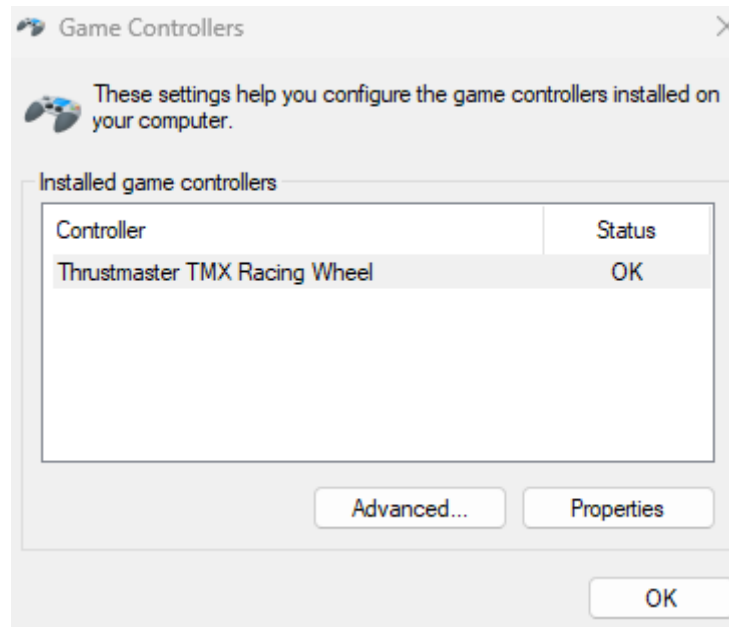 Game Controllers
These settings help you configure the game controllers installed on
your computer.
Installed game controllers
Controller Status
Thrustmaster TMX Racing Wheel OK
Advanced... Properties
OK